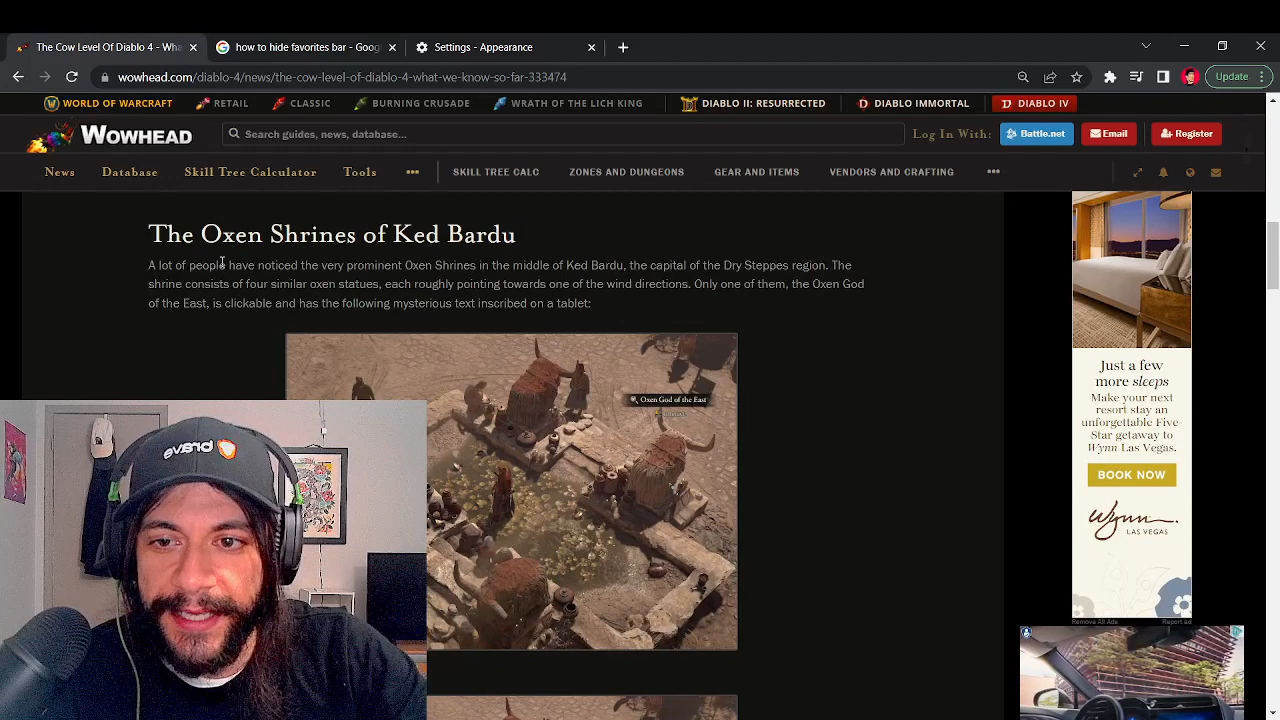 The Cow Level Of Diablo 4 - Wha
how to hide favorites bar - Goog
Settings - Appearance
wowhead.com/diablo-4/news/the-cow-level-of-diablo-4-what-we-know-so-far-333474
Update
WORLD OF WARCRAFT
RETAIL
CLASSIC
BURNING CRUSADE
WRATH OF THE LICH KING
DIABLO II: RESURRECTED
DIABLO IMMORTAL
DIABLO IV
WOWHEAD
Search guides, news, database...
Log In With:
Battle.net
Email
Register
News
Database
Skill Tree Calculator
Tools
SKILL TREE CALC
ZONES AND DUNGEONS
GEAR AND ITEMS
VENDORS AND CRAFTING
The Oxen Shrines of Ked Bardu
A lot of people have noticed the very prominent Oxen Shrines in the middle of Ked Bardu, the capital of the Dry Steppes region. The
shrine consists of four similar oxen statues, each roughly pointing towards one of the wind directions. Only one of them, the Oxen God
of the East, is clickable and has the following mysterious text inscribed on a tablet:
Oxen God of the East
Just a few
more sleeps
Make your next
resort stay an
unforgettable Five-
Star getaway to
Wynn Las Vegas.
BOOK NOW
Wynn
LAS VEGAS
Remove All Ads
Report ad